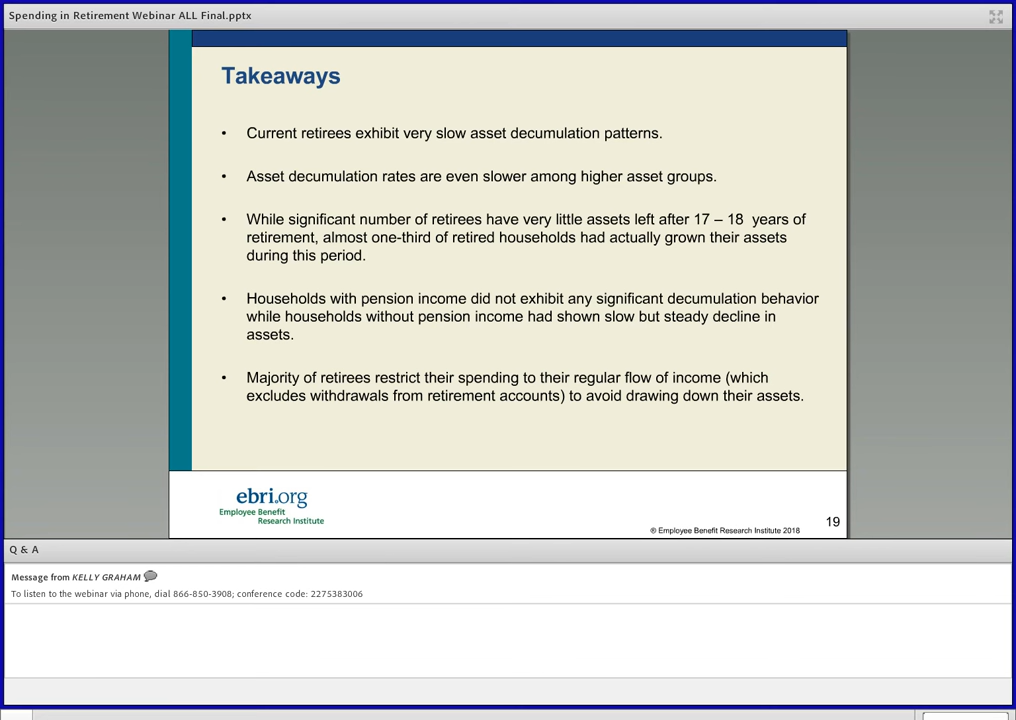 Spending in Retirement Webinar ALL Final.pptx
Takeaways
• Current retirees exhibit very slow asset decumulation patterns.
• Asset decumulation rates are even slower among higher asset groups.
• While significant number of retirees have very little assets left after 17 – 18 years of
retirement, almost one-third of retired households had actually grown their assets
during this period.
• Households with pension income did not exhibit any significant decumulation behavior
while households without pension income had shown slow but steady decline in
assets.
• Majority of retirees restrict their spending to their regular flow of income (which
excludes withdrawals from retirement accounts) to avoid drawing down their assets.
ebri.org
Employee Benefit
Research Institute
® Employee Benefit Research Institute 2018
19
Q & A
Message from KELLY GRAHAM
To listen to the webinar via phone, dial 866-850-3908; conference code: 2275383006